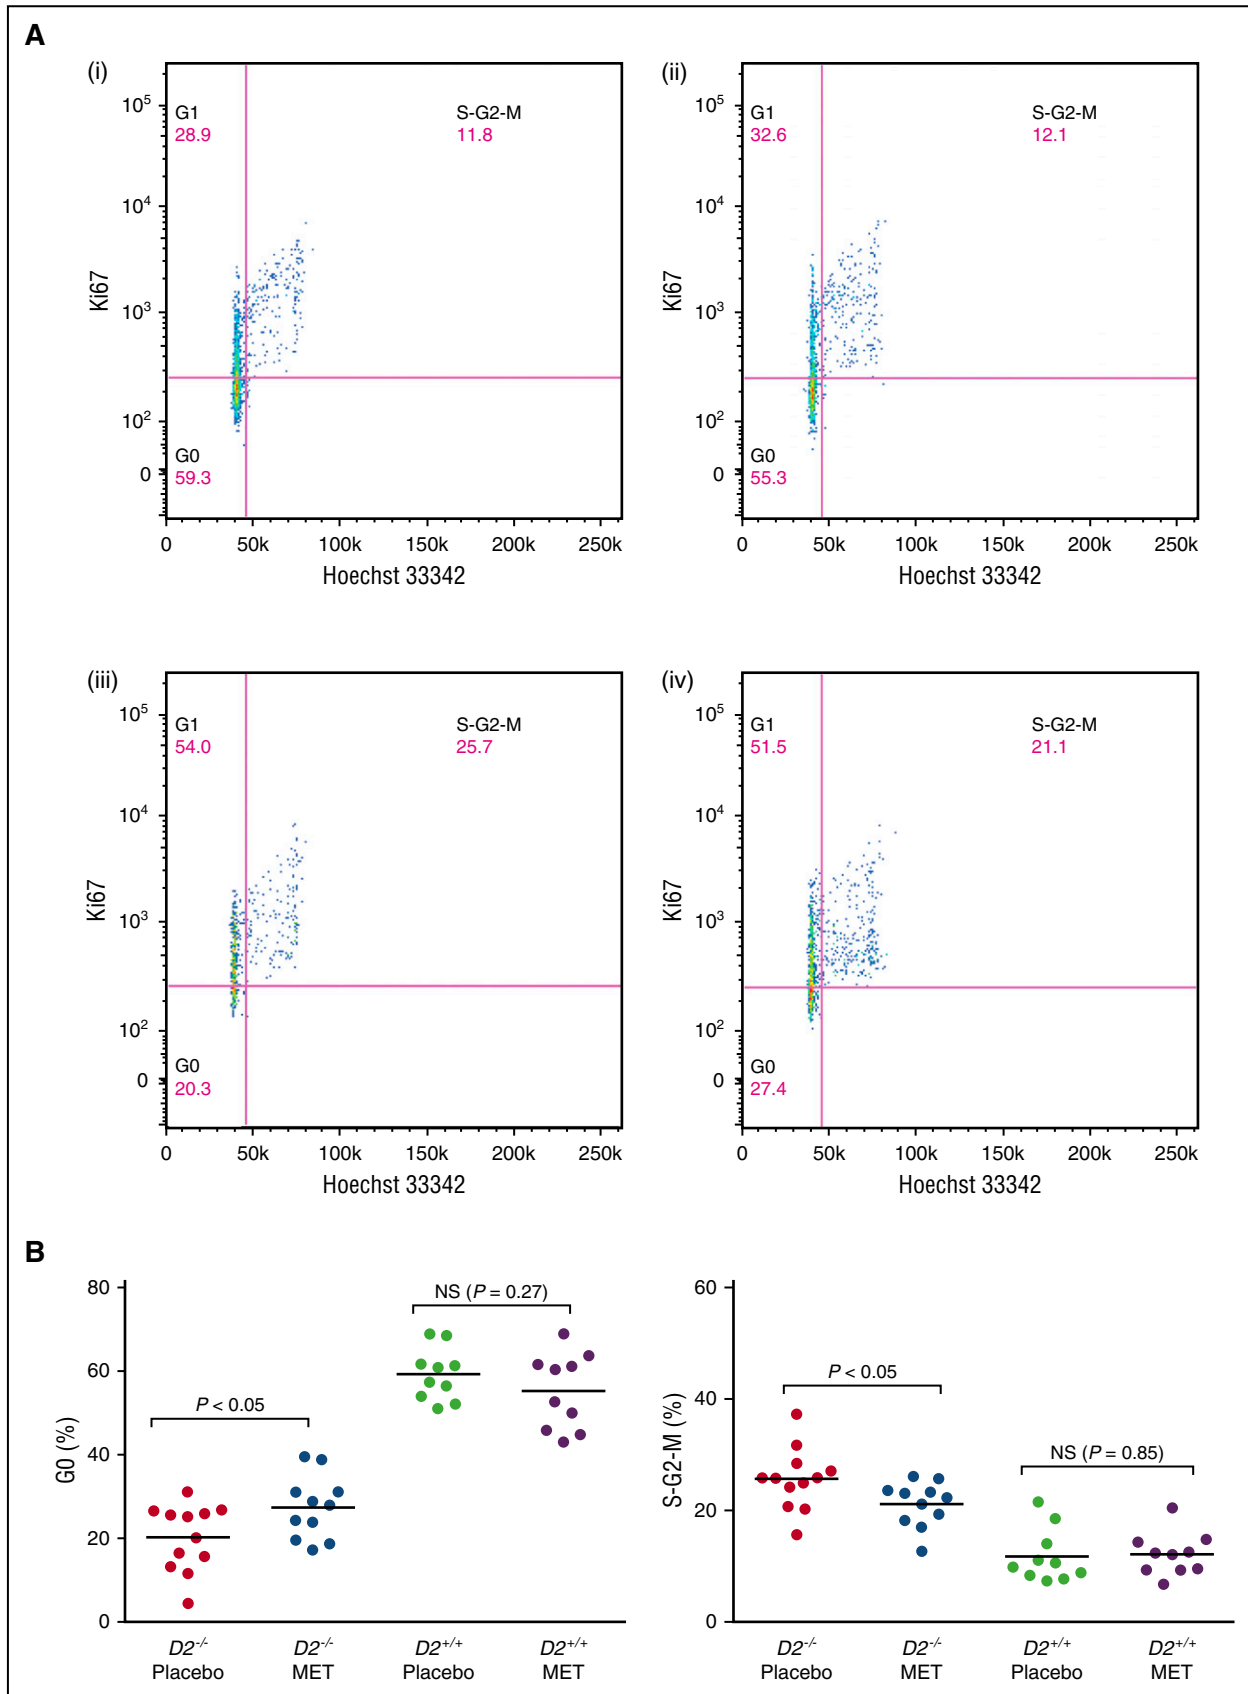 A
(i)
G1
28.9
S-G2-M
11.8
10^5
10^4
10^3
10^2
0
G0
59.3
Ki67
0 50k 100k 150k 200k 250k
Hoechst 33342
(ii)
G1
32.6
S-G2-M
12.1
10^5
10^4
10^3
10^2
0
G0
55.3
Ki67
0 50k 100k 150k 200k 250k
Hoechst 33342
(iii)
G1
54.0
S-G2-M
25.7
10^5
10^4
10^3
10^2
0
G0
20.3
Ki67
0 50k 100k 150k 200k 250k
Hoechst 33342
(iv)
G1
51.5
S-G2-M
21.1
10^5
10^4
10^3
10^2
0
G0
27.4
Ki67
0 50k 100k 150k 200k 250k
Hoechst 33342
B
80
60
40
20
0
G0 (%)
P < 0.05
NS (P = 0.27)
D2-/- D2-/- D2+/+ D2+/+
Placebo MET Placebo MET
60
40
20
0
S-G2-M (%)
P < 0.05
NS (P = 0.85)
D2-/- D2-/- D2+/+ D2+/+
Placebo MET Placebo MET